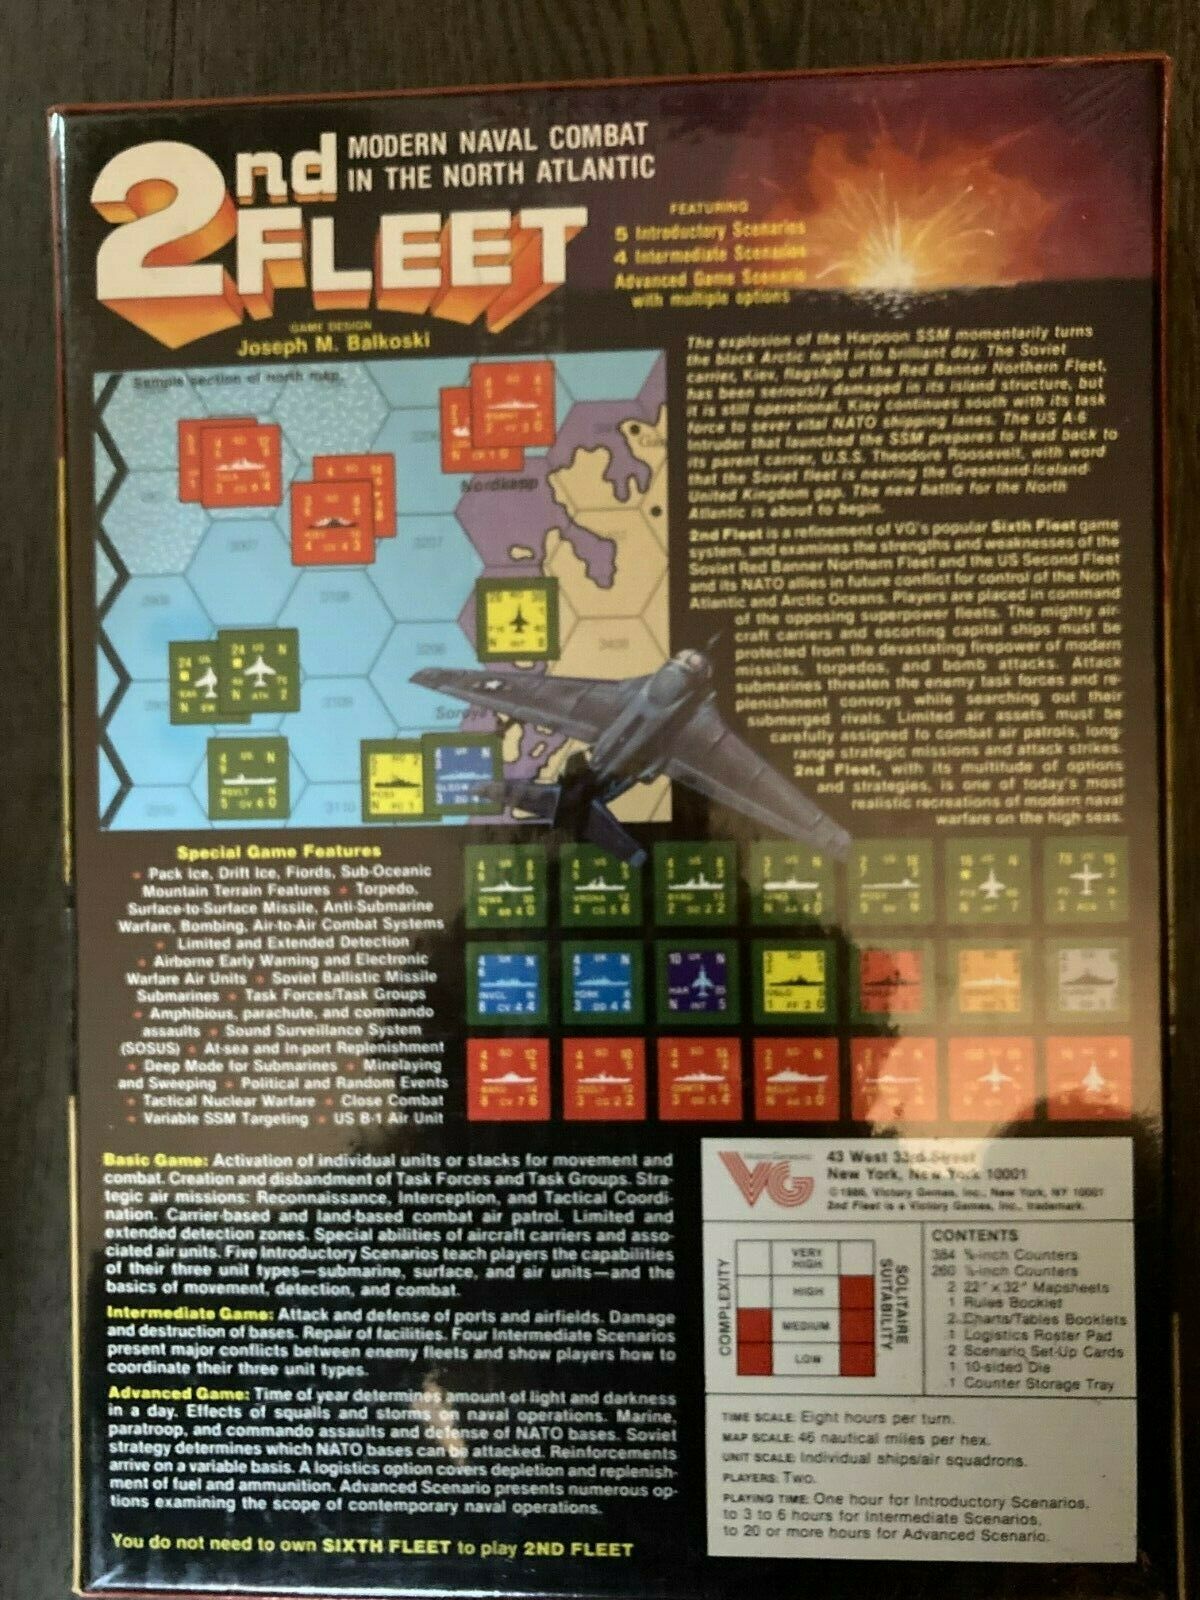 2nd
FLEET
MODERN NAVAL COMBAT
IN THE NORTH ATLANTIC
FEATURING
5 Introductory Scenarios
4 Intermediate Scenarios
Advanced Game Scenario
with multiple options
GAME DESIGN
Joseph M. Balkoski
Sample section of north map.
Nordkapp
Soroya
3007
3207
3108
3206
3408
3109
3110
The explosion of the Harpoon SSM momentarily turns
the black Arctic night into brilliant day. The Soviet
carrier, Kiev, flagship of the Red Banner Northern Fleet,
has been seriously damaged in its island structure, but
it is still operational. Kiev continues south with its task
force to sever vital NATO shipping lanes. The US A-6
Intruder that launched the SSM prepares to head back to
its parent carrier, U.S.S. Theodore Roosevelt, with word
that the Soviet fleet is nearing the Greenland-Iceland-
United Kingdom gap. The new battle for the North
Atlantic is about to begin.
2nd Fleet is a refinement of VG's popular Sixth Fleet game
system, and examines the strengths and weaknesses of the
Soviet Red Banner Northern Fleet and the US Second Fleet
and its NATO allies in future conflict for control of the North
Atlantic and Arctic Oceans. Players are placed in command
of the opposing superpower fleets. The mighty air-
craft carriers and escorting capital ships must be
protected from the devastating firepower of modern
missiles, torpedos, and bomb attacks. Attack
submarines threaten the enemy task forces and re-
plenishment convoys while searching out their
submerged rivals. Limited air assets must be
carefully assigned to combat air patrols, long-
range strategic missions and attack strikes.
2nd Fleet, with its multitude of options
and strategies, is one of today's most
realistic recreations of modern naval
warfare on the high seas.
Special Game Features
Pack Ice, Drift Ice, Fiords, Sub-Oceanic
Mountain Terrain Features ★ Torpedo,
Surface-to-Surface Missile, Anti-Submarine
Warfare, Bombing, Air-to-Air Combat Systems
★ Limited and Extended Detection
★ Airborne Early Warning and Electronic
Warfare Air Units ★ Soviet Ballistic Missile
Submarines ★ Task Forces/Task Groups
★ Amphibious, parachute, and commando
assaults ★ Sound Surveillance System
(SOSUS) ★ At-sea and In-port Replenishment
★ Deep Mode for Submarines ★ Minelaying
and Sweeping ★ Political and Random Events
★ Tactical Nuclear Warfare ★ Close Combat
★ Variable SSM Targeting ★ US B-1 Air Unit
Basic Game: Activation of individual units or stacks for movement and
combat. Creation and disbandment of Task Forces and Task Groups. Stra-
tegic air missions: Reconnaissance, Interception, and Tactical Coordi-
nation. Carrier-based and land-based combat air patrol. Limited and
extended detection zones. Special abilities of aircraft carriers and asso-
ciated air units. Five Introductory Scenarios teach players the capabilities
of their three unit types—submarine, surface, and air units—and the
basics of movement, detection, and combat.
Intermediate Game: Attack and defense of ports and airfields. Damage
and destruction of bases. Repair of facilities. Four Intermediate Scenarios
present major conflicts between enemy fleets and show players how to
coordinate their three unit types.
Advanced Game: Time of year determines amount of light and darkness
in a day. Effects of squalls and storms on naval operations. Marine,
paratroop, and commando assaults and defense of NATO bases. Soviet
strategy determines which NATO bases can be attacked. Reinforcements
arrive on a variable basis. A logistics option covers depletion and replenish-
ment of fuel and ammunition. Advanced Scenario presents numerous op-
tions examining the scope of contemporary naval operations.
You do not need to own SIXTH FLEET to play 2ND FLEET
VG
43 West 33rd Street
New York, New York 10001
©1986, Victory Games, Inc., New York, NY 10001
2nd Fleet is a Victory Games, Inc., trademark.
COMPLEXITY
VERY
HIGH
HIGH
MEDIUM
LOW
SOLITAIRE
SUITABILITY
CONTENTS
384 -inch Counters
260 -inch Counters
2 22" x 32" Mapsheets
1 Rules Booklet
2 Charts/Tables Booklets
1 Logistics Roster Pad
2 Scenario Set-Up Cards
1 10-sided Die
1 Counter Storage Tray
TIME SCALE: Eight hours per turn.
MAP SCALE: 46 nautical miles per hex.
UNIT SCALE: Individual ships/air squadrons.
PLAYERS: Two.
PLAYING TIME: One hour for Introductory Scenarios,
to 3 to 6 hours for Intermediate Scenarios,
to 20 or more hours for Advanced Scenario.